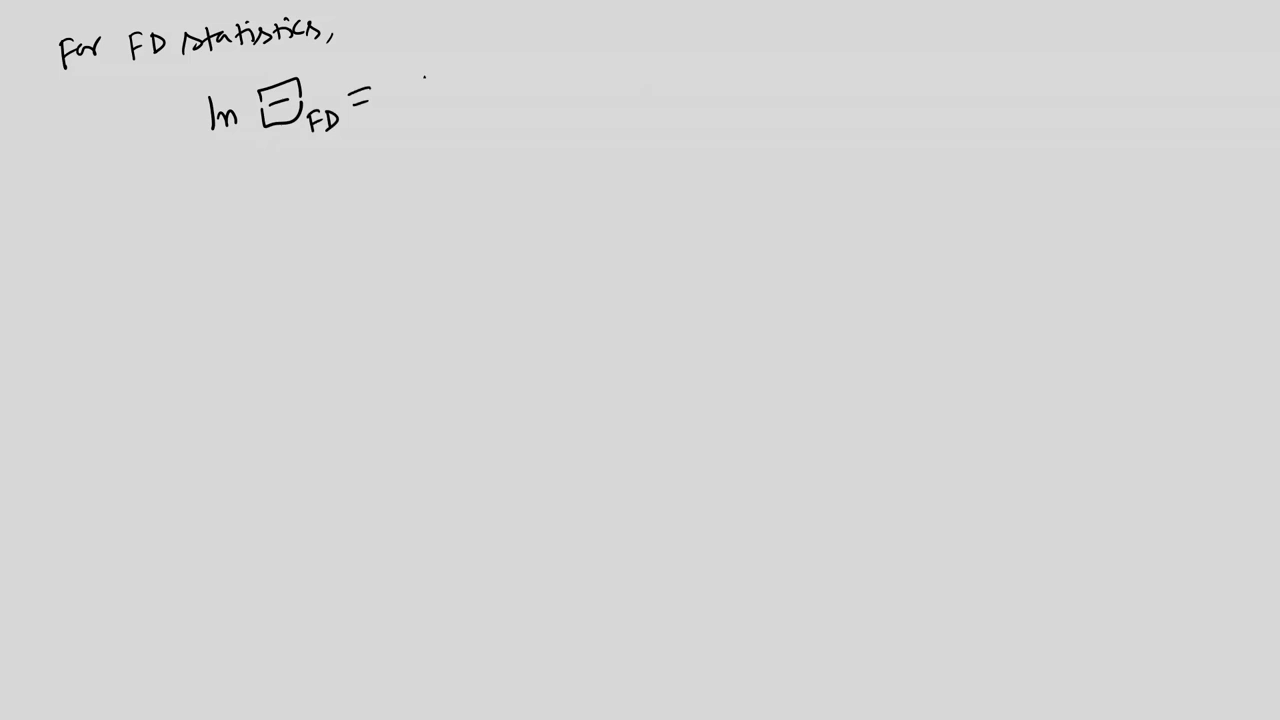 For FD statistics,
ln Ξ_FD =